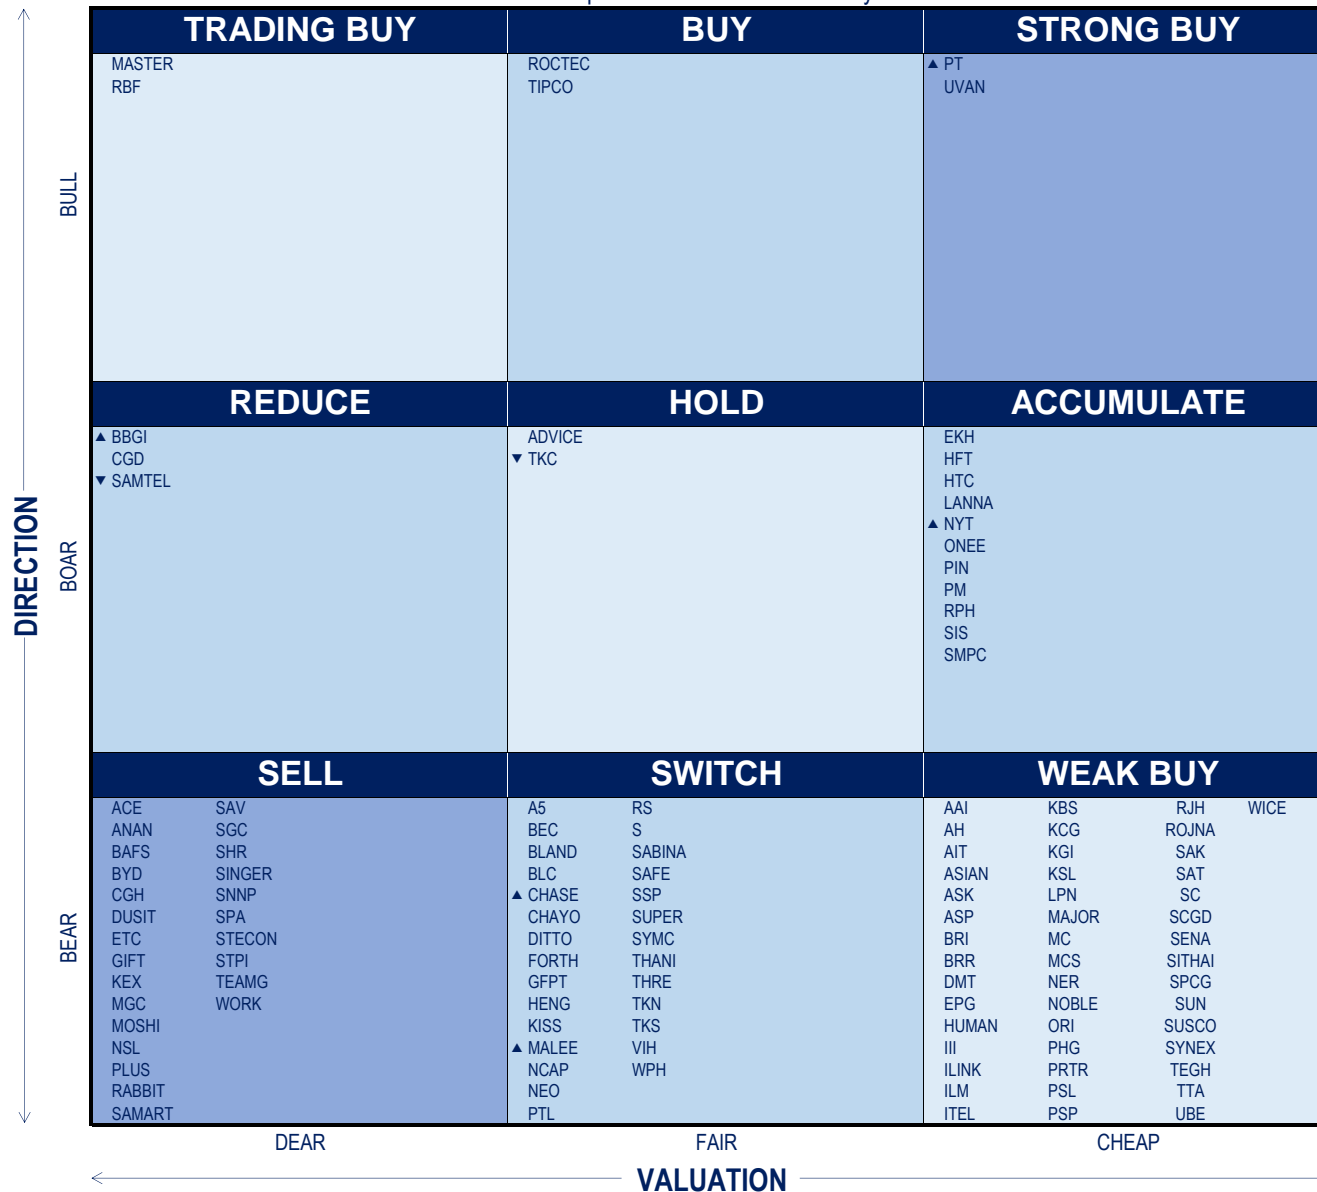 TRADING BUY
BUY
STRONG BUY
MASTER
RBF
ROCTEC
TIPCO
▲ PT
UVAN
BULL
REDUCE
HOLD
ACCUMULATE
▲ BBGI
CGD
▼ SAMTEL
ADVICE
▼ TKC
EKH
HFT
HTC
LANNA
▲ NYT
ONEE
PIN
PM
RPH
SIS
SMPC
DIRECTION
BOAR
SELL
SWITCH
WEAK BUY
ACE SAV
ANAN SGC
BAFS SHR
BYD SINGER
CGH SNNP
DUSIT SPA
ETC STECON
GIFT STPI
KEX TEAMG
MGC WORK
MOSHI
NSL
PLUS
RABBIT
SAMART
A5 RS
BEC S
BLAND SABINA
BLC SAFE
▲ CHASE SSP
CHAYO SUPER
DITTO SYMC
FORTH THANI
GFPT THRE
HENG TKN
KISS TKS
▲ MALEE VIH
NCAP WPH
NEO
PTL
AAI KBS RJH WICE
AH KCG ROJNA
AIT KGI SAK
ASIAN KSL SAT
ASK LPN SC
ASP MAJOR SCGD
BRI MC SENA
BRR MCS SITHAI
DMT NER SPCG
EPG NOBLE SUN
HUMAN ORI SUSCO
III PHG SYNEX
ILINK PRTR TEGH
ILM PSL TTA
ITEL PSP UBE
BEAR
DEAR
FAIR
CHEAP
VALUATION